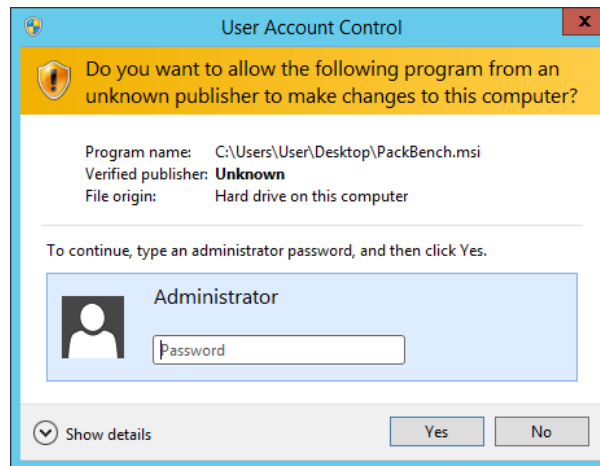 User Account Control
x
Do you want to allow the following program from an
unknown publisher to make changes to this computer?
Program name: C:\Users\User\Desktop\PackBench.msi
Verified publisher: Unknown
File origin: Hard drive on this computer
To continue, type an administrator password, and then click Yes.
Administrator
Password
Show details
Yes
No